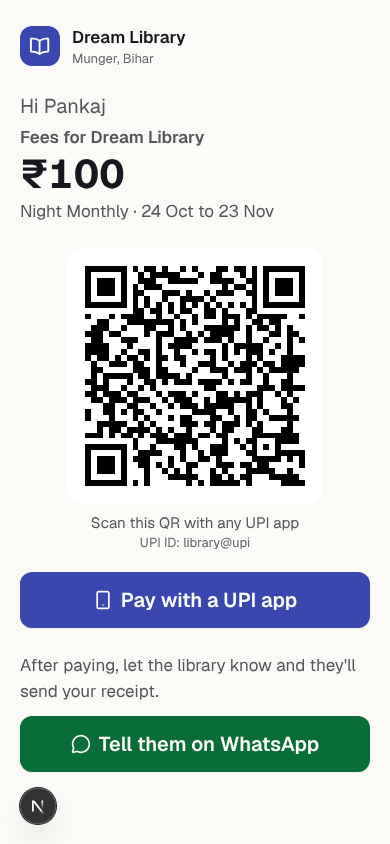 Dream Library
Munger, Bihar
Hi Pankaj
Fees for Dream Library
₹100
Night Monthly · 24 Oct to 23 Nov
Scan this QR with any UPI app
UPI ID: library@upi
Pay with a UPI app
After paying, let the library know and they'll
send your receipt.
Tell them on WhatsApp
N